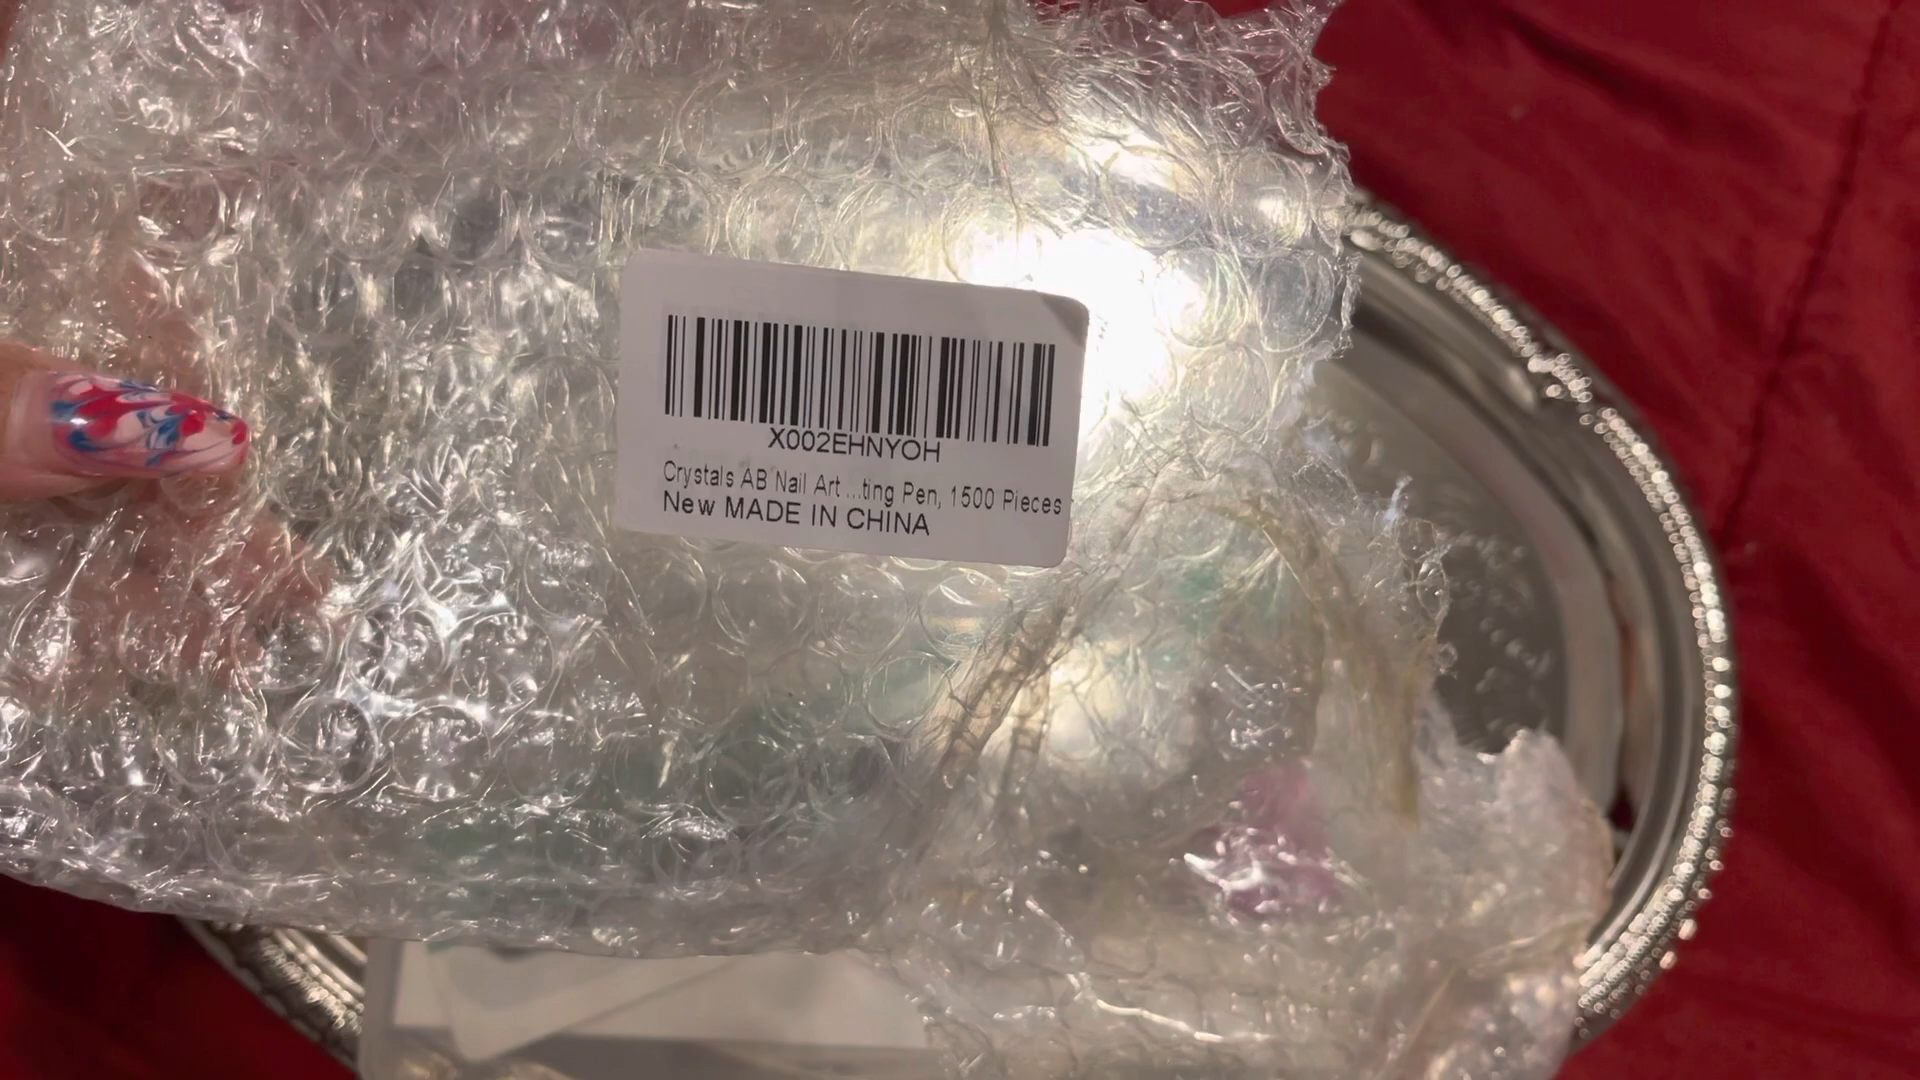 X002EHNYOH
Crystals AB Nail Art ...ting Pen, 1500 Pieces
New MADE IN CHINA